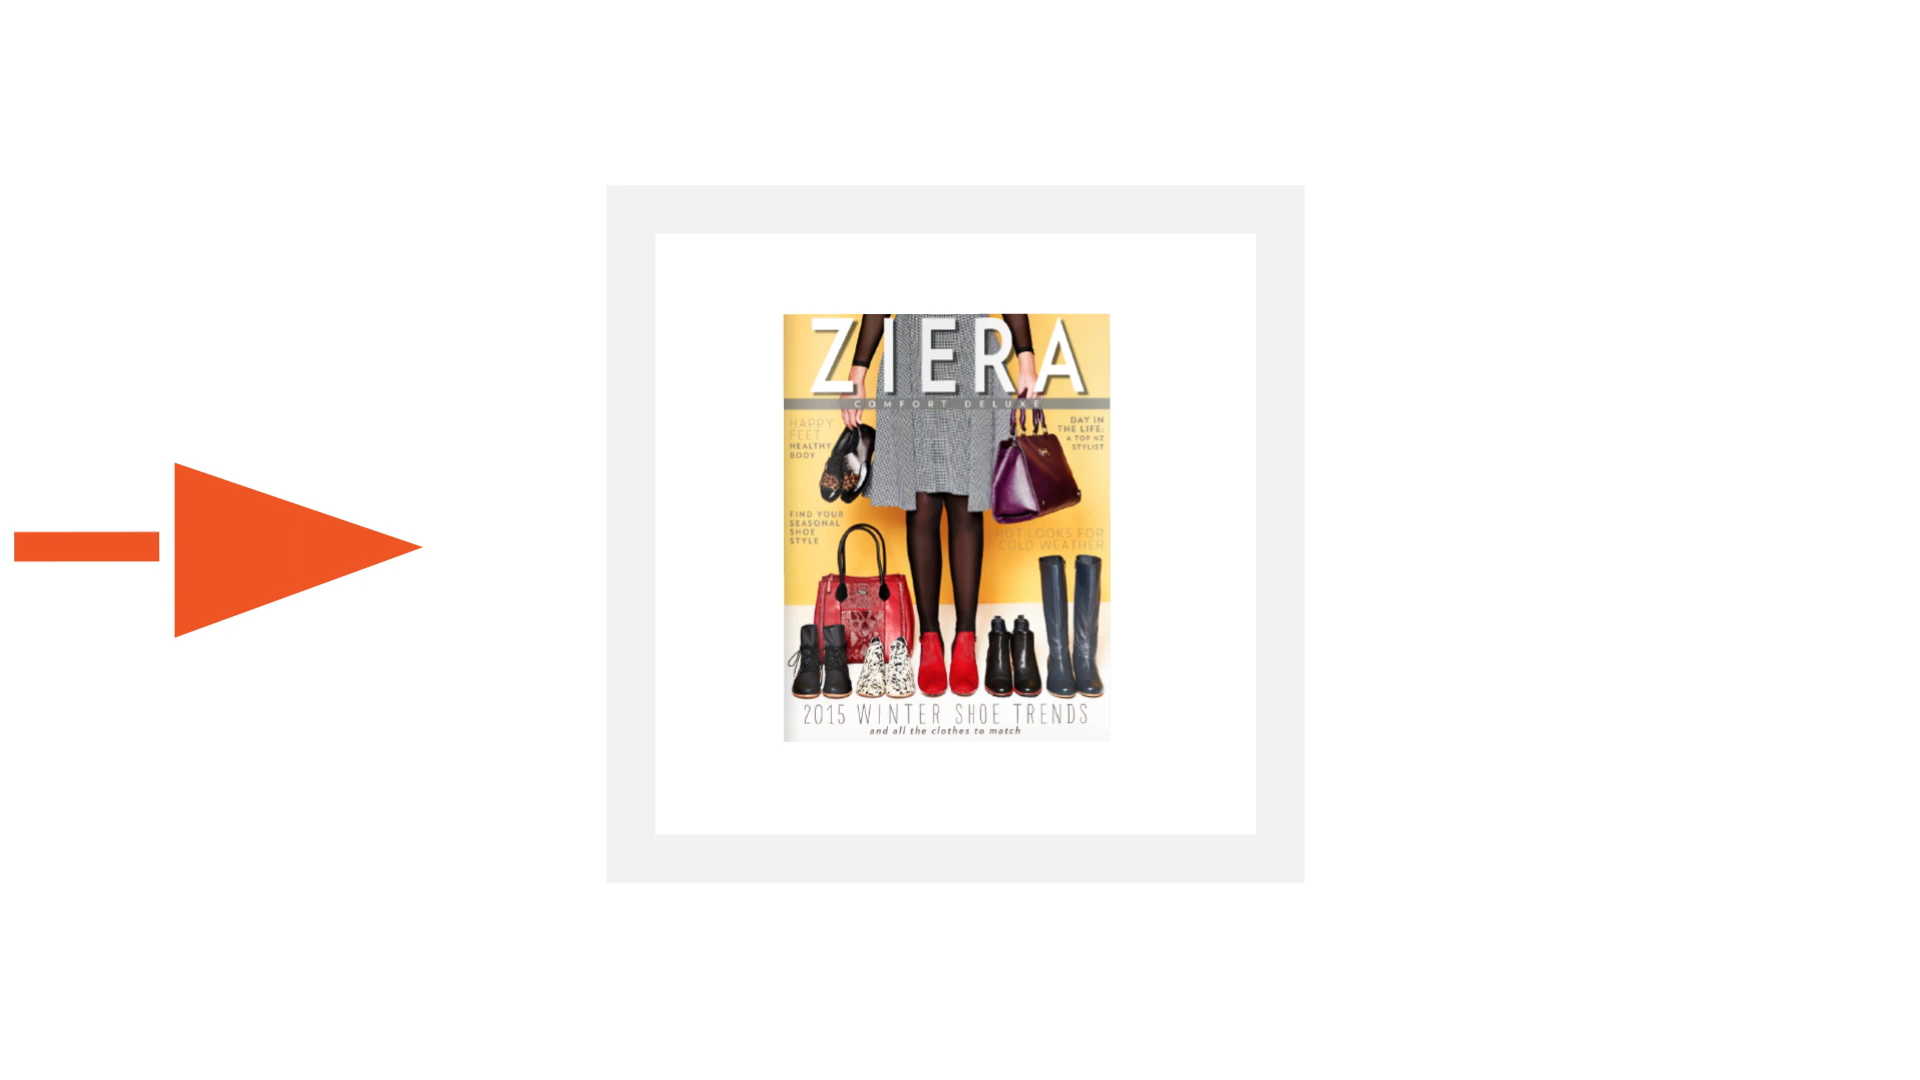 ZIERA
COMFORT DELUXE
HAPPY
FEET
HEALTHY
BODY
DAY IN
THE LIFE:
A TOP NZ
STYLIST
FIND YOUR
SEASONAL
SHOE
STYLE
HOT LOOKS FOR
COLD WEATHER
2015 WINTER SHOE TRENDS
and all the clothes to match